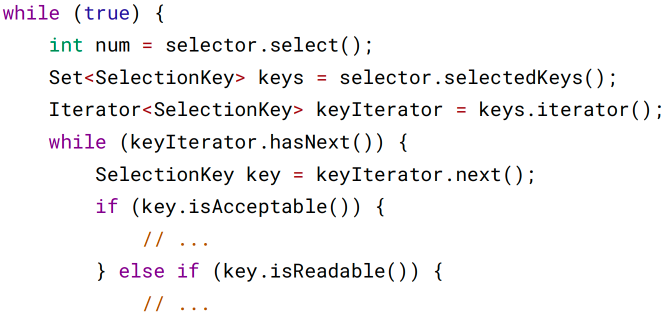 while (true) {
    int num = selector.select();
    Set<SelectionKey> keys = selector.selectedKeys();
    Iterator<SelectionKey> keyIterator = keys.iterator();
    while (keyIterator.hasNext()) {
        SelectionKey key = keyIterator.next();
        if (key.isAcceptable()) {
            // ...
        } else if (key.isReadable()) {
            // ...